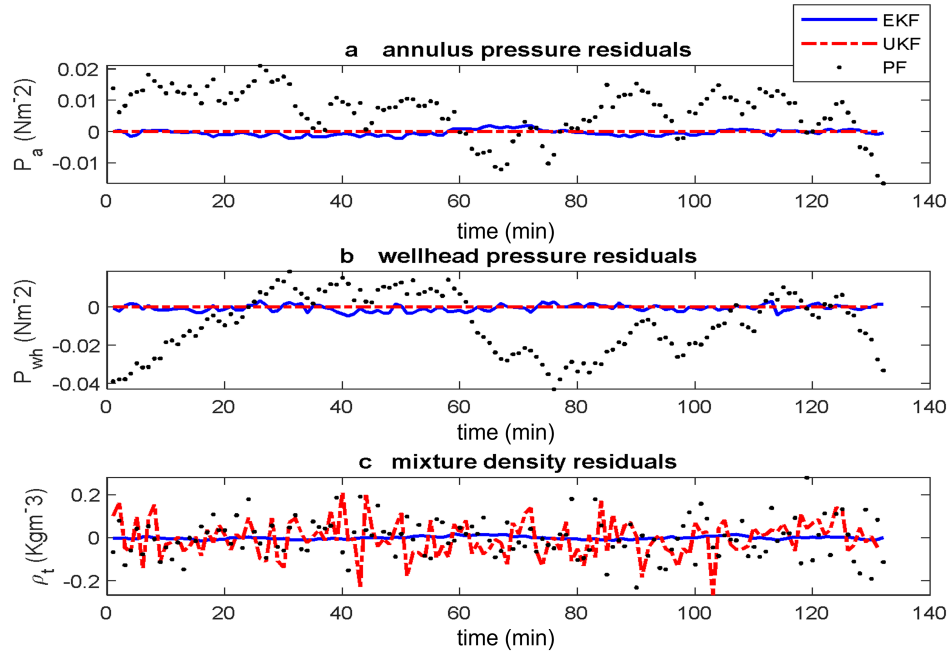 EKF
UKF
PF
a annulus pressure residuals
P_a (Nm^-2)
0.02
0.01
0
-0.01
0 20 40 60 80 100 120 140
time (min)
b wellhead pressure residuals
P_wh (Nm^-2)
0
-0.02
-0.04
0 20 40 60 80 100 120 140
time (min)
c mixture density residuals
ρ_t (Kgm^-3)
0.2
0
-0.2
0 20 40 60 80 100 120 140
time (min)